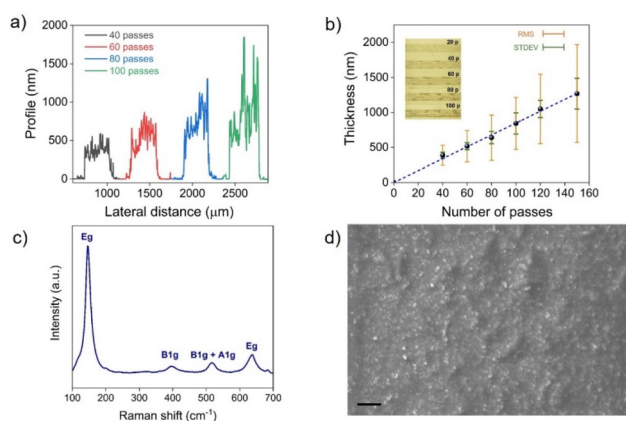 a)
40 passes
60 passes
80 passes
100 passes
2000
1500
1000
500
0
Profile
(nm)
1000 1500 2000 2500
Lateral distance (μm)
b)
RMS
STDEV
20 p
40 p
60 p
80 p
100 p
2000
1500
1000
500
0
Thickness
(nm)
0 20 40 60 80 100 120 140 160
Number of passes
c)
Eg
B1g
B1g + A1g
Eg
Intensity (a.u.)
100 200 300 400 500 600 700
Raman shift (cm-1)
d)